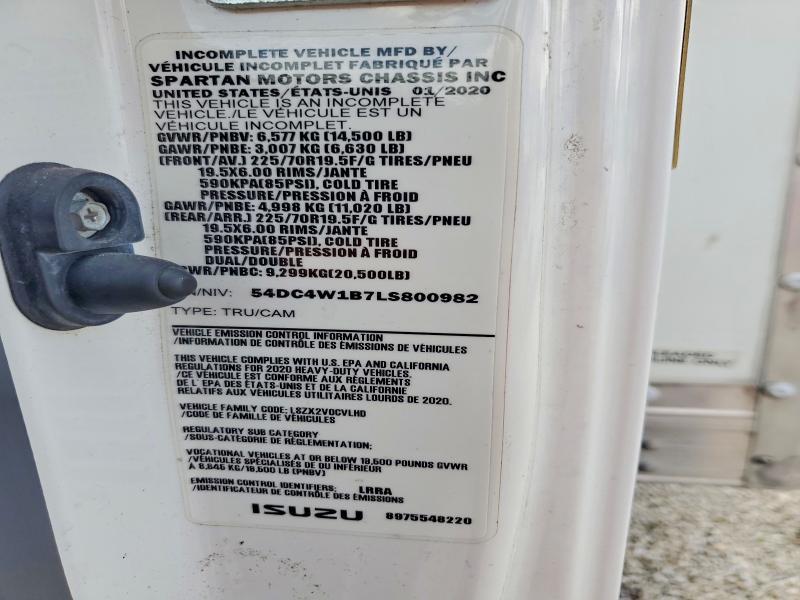 INCOMPLETE VEHICLE MFD BY/
VÉHICULE INCOMPLET FABRIQUÉ PAR
SPARTAN MOTORS CHASSIS INC
UNITED STATES/ÉTATS-UNIS 01/2020
THIS VEHICLE IS AN INCOMPLETE
VEHICLE./LE VÉHICULE EST UN
VÉHICULE INCOMPLET.
GVWR/PNBV: 6,577 KG (14,500 LB)
GAWR/PNBE: 3,007 KG (6,630 LB)
(FRONT/AV.) 225/70R19.5F/G TIRES/PNEU
19.5X6.00 RIMS/JANTE
590KPA(85PSI), COLD TIRE
PRESSURE/PRESSION À FROID
GAWR/PNBE: 4,998 KG (11,020 LB)
(REAR/ARR.) 225/70R19.5F/G TIRES/PNEU
19.5X6.00 RIMS/JANTE
590KPA(85PSI), COLD TIRE
PRESSURE/PRESSION À FROID
DUAL/DOUBLE
CWR/PNBC: 9,299KG(20,500LB)
/NIV: 54DC4W1B7LS800982
TYPE: TRU/CAM
VEHICLE EMISSION CONTROL INFORMATION
/INFORMATION DE CONTRÔLE DES ÉMISSIONS DE VÉHICULES
THIS VEHICLE COMPLIES WITH U.S. EPA AND CALIFORNIA
REGULATIONS FOR 2020 HEAVY-DUTY VEHICLES.
/CE VÉHICULE EST CONFORME AUX RÈGLEMENTS
DE L'EPA DES ÉTATS-UNIS ET DE LA CALIFORNIE
RELATIFS AUX VÉHICULES UTILITAIRES LOURDS DE 2020.
VEHICLE FAMILY CODE: LSZX2VOCVLHD
/CODE DE FAMILLE DE VÉHICULES
REGULATORY SUB CATEGORY
/SOUS-CATÉGORIE DE RÉGLEMENTATION;
VOCATIONAL VEHICLES AT OR BELOW 19,500 POUNDS GVWR
/VÉHICULES SPÉCIALISÉS DE OU INFÉRIEUR
À 8,845 KG/19,500 LB (PNBV)
EMISSION CONTROL IDENTIFIERS: LRRA
/IDENTIFICATEUR DE CONTRÔLE DES ÉMISSIONS
ISUZU 8975548220
LINE ONLY